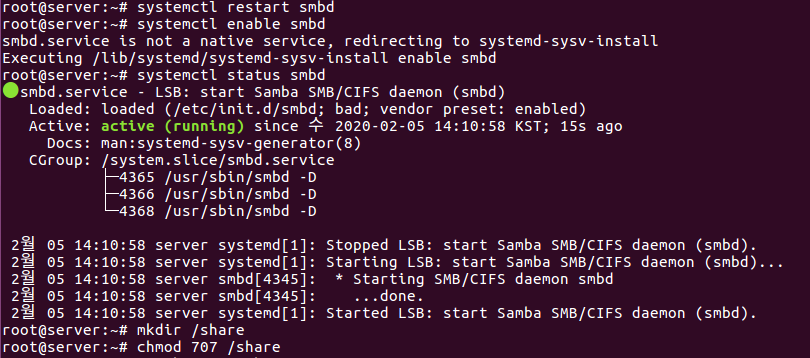 root@server:~# systemctl restart smbd
root@server:~# systemctl enable smbd
smbd.service is not a native service, redirecting to systemd-sysv-install
Executing /lib/systemd/systemd-sysv-install enable smbd
root@server:~# systemctl status smbd
●smbd.service - LSB: start Samba SMB/CIFS daemon (smbd)
   Loaded: loaded (/etc/init.d/smbd; bad; vendor preset: enabled)
   Active: active (running) since 수 2020-02-05 14:10:58 KST; 15s ago
     Docs: man:systemd-sysv-generator(8)
   CGroup: /system.slice/smbd.service
           ├─4365 /usr/sbin/smbd -D
           ├─4366 /usr/sbin/smbd -D
           └─4368 /usr/sbin/smbd -D
 2월 05 14:10:58 server systemd[1]: Stopped LSB: start Samba SMB/CIFS daemon (smbd).
 2월 05 14:10:58 server systemd[1]: Starting LSB: start Samba SMB/CIFS daemon (smbd)...
 2월 05 14:10:58 server smbd[4345]:  * Starting SMB/CIFS daemon smbd
 2월 05 14:10:58 server smbd[4345]:    ...done.
 2월 05 14:10:58 server systemd[1]: Started LSB: start Samba SMB/CIFS daemon (smbd).
root@server:~# mkdir /share
root@server:~# chmod 707 /share